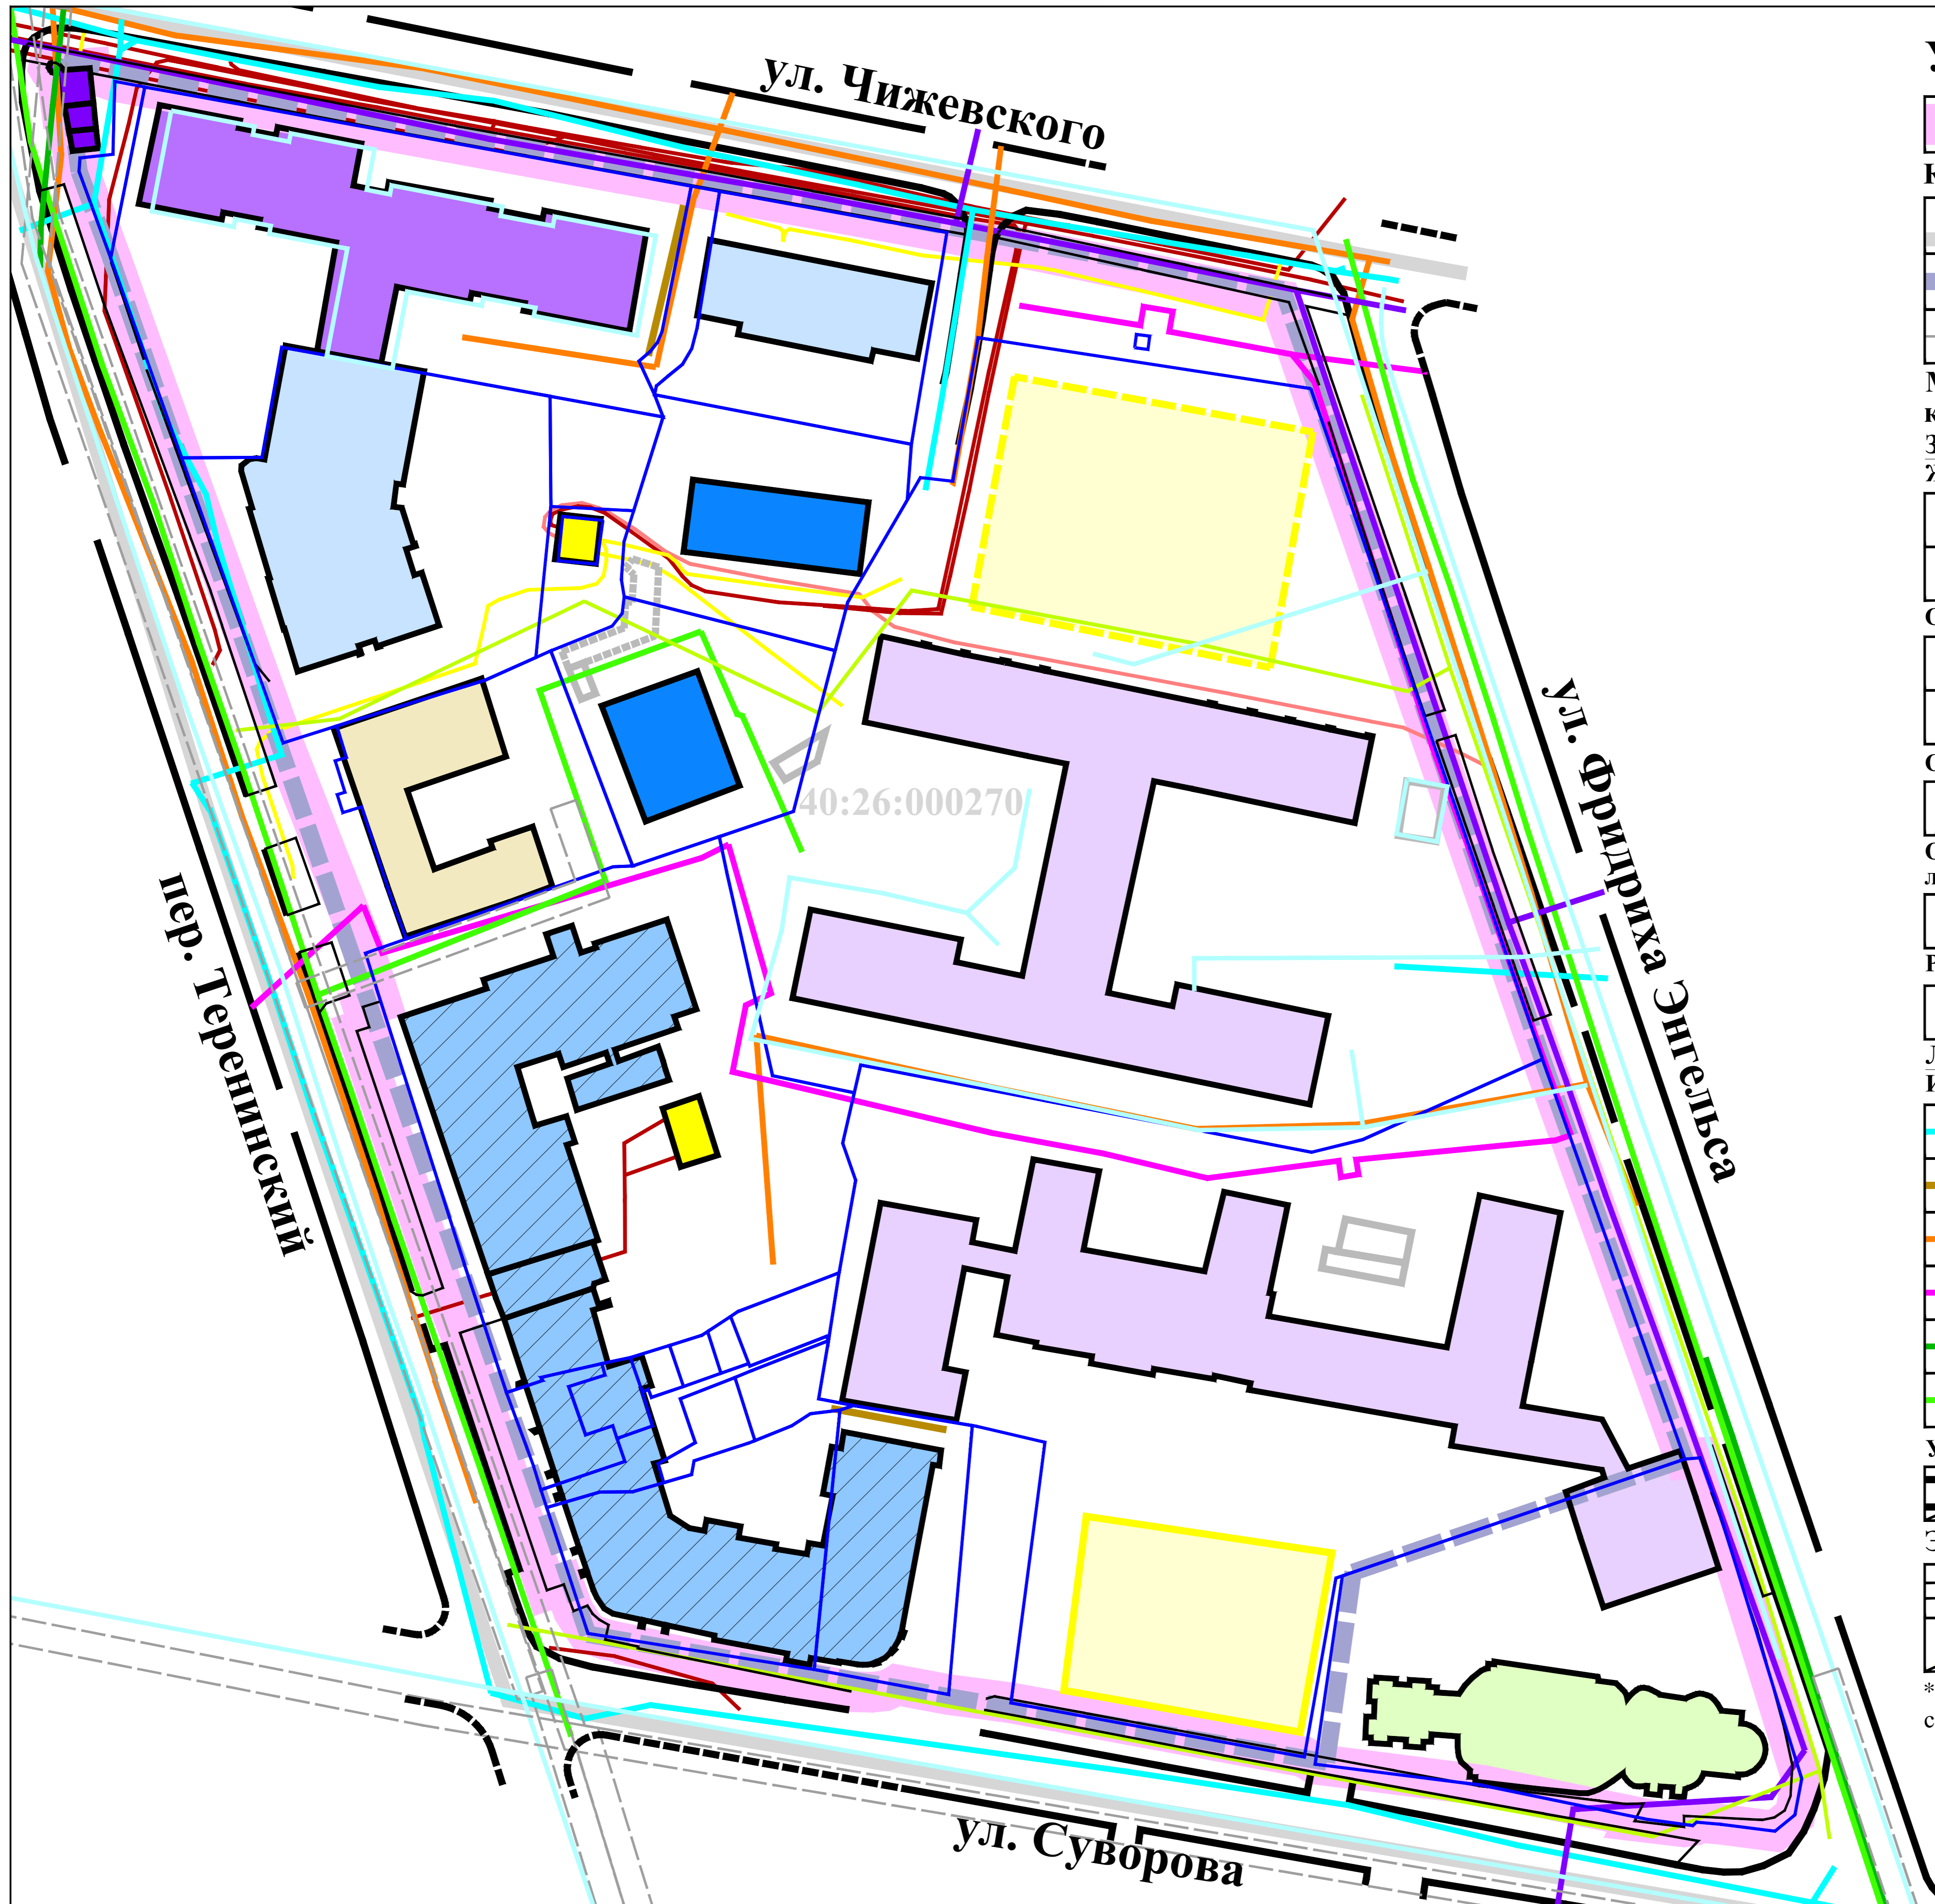 ул. Чижевского
ул. Фридриха Энгельса
40:26:000270
пер. Теренинский
ул. Суворова